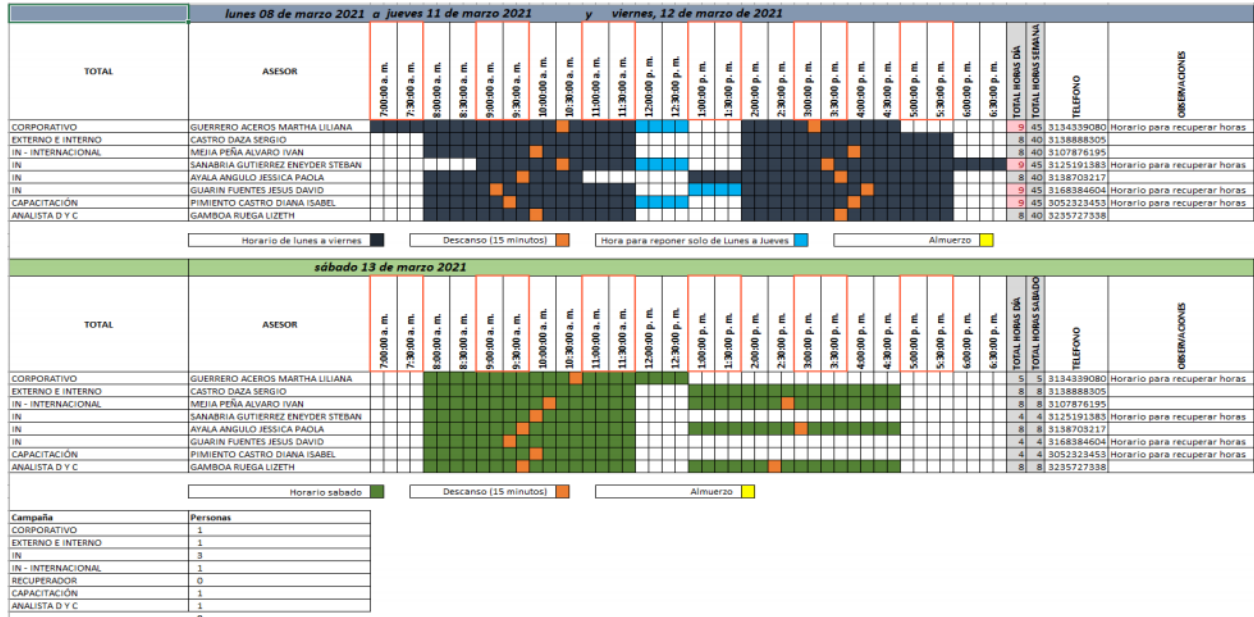 lunes 08 de marzo 2021 a jueves 11 de marzo 2021 y viernes, 12 de marzo de 2021
TOTAL ASESOR 7:00:00 a. m. 7:30:00 a. m. 8:00:00 a. m. 8:30:00 a. m. 9:00:00 a. m. 9:30:00 a. m. 10:00:00 a. m. 10:30:00 a. m. 11:00:00 a. m. 11:30:00 a. m. 12:00:00 p. m. 12:30:00 p. m. 1:00:00 p. m. 1:30:00 p. m. 2:00:00 p. m. 2:30:00 p. m. 3:00:00 p. m. 3:30:00 p. m. 4:00:00 p. m. 4:30:00 p. m. 5:00:00 p. m. 5:30:00 p. m. 6:00:00 p. m. 6:30:00 p. m. TOTAL HORAS DÍA TOTAL HORAS SEMANA TELEFONO OBSERVACIONES
CORPORATIVO GUERRERO ACEROS MARTHA LILIANA 9 45 3134339080 Horario para recuperar horas
EXTERNO E INTERNO CASTRO DAZA SERGIO 8 40 3138888305
IN - INTERNACIONAL MEJIA PEÑA ALVARO IVAN 8 40 3107876195
IN SANABRIA GUTIERREZ ENEYDER STEBAN 9 45 3125191383 Horario para recuperar horas
IN AYALA ANGULO JESSICA PAOLA 8 40 3138703217
IN GUARIN FUENTES JESUS DAVID 9 45 3168384604 Horario para recuperar horas
CAPACITACIÓN PIMIENTO CASTRO DIANA ISABEL 9 45 3052323453 Horario para recuperar horas
ANALISTA D Y C GAMBOA RUEGA LIZETH 8 40 3235727338
Horario de lunes a viernes Descanso (15 minutos) Hora para reponer solo de Lunes a Jueves Almuerzo
sábado 13 de marzo 2021
TOTAL ASESOR 7:00:00 a. m. 7:30:00 a. m. 8:00:00 a. m. 8:30:00 a. m. 9:00:00 a. m. 9:30:00 a. m. 10:00:00 a. m. 10:30:00 a. m. 11:00:00 a. m. 11:30:00 a. m. 12:00:00 p. m. 12:30:00 p. m. 1:00:00 p. m. 1:30:00 p. m. 2:00:00 p. m. 2:30:00 p. m. 3:00:00 p. m. 3:30:00 p. m. 4:00:00 p. m. 4:30:00 p. m. 5:00:00 p. m. 5:30:00 p. m. 6:00:00 p. m. 6:30:00 p. m. TOTAL HORAS DÍA TOTAL HORAS SABADO TELEFONO OBSERVACIONES
CORPORATIVO GUERRERO ACEROS MARTHA LILIANA 5 5 3134339080 Horario para recuperar horas
EXTERNO E INTERNO CASTRO DAZA SERGIO 8 8 3138888305
IN - INTERNACIONAL MEJIA PEÑA ALVARO IVAN 8 8 3107876195
IN SANABRIA GUTIERREZ ENEYDER STEBAN 4 4 3125191383 Horario para recuperar horas
IN AYALA ANGULO JESSICA PAOLA 8 8 3138703217
IN GUARIN FUENTES JESUS DAVID 4 4 3168384604 Horario para recuperar horas
CAPACITACIÓN PIMIENTO CASTRO DIANA ISABEL 4 4 3052323453 Horario para recuperar horas
ANALISTA D Y C GAMBOA RUEGA LIZETH 8 8 3235727338
Horario sabado Descanso (15 minutos) Almuerzo
Campaña Personas
CORPORATIVO 1
EXTERNO E INTERNO 1
IN 3
IN - INTERNACIONAL 1
RECUPERADOR 0
CAPACITACIÓN 1
ANALISTA D Y C 1